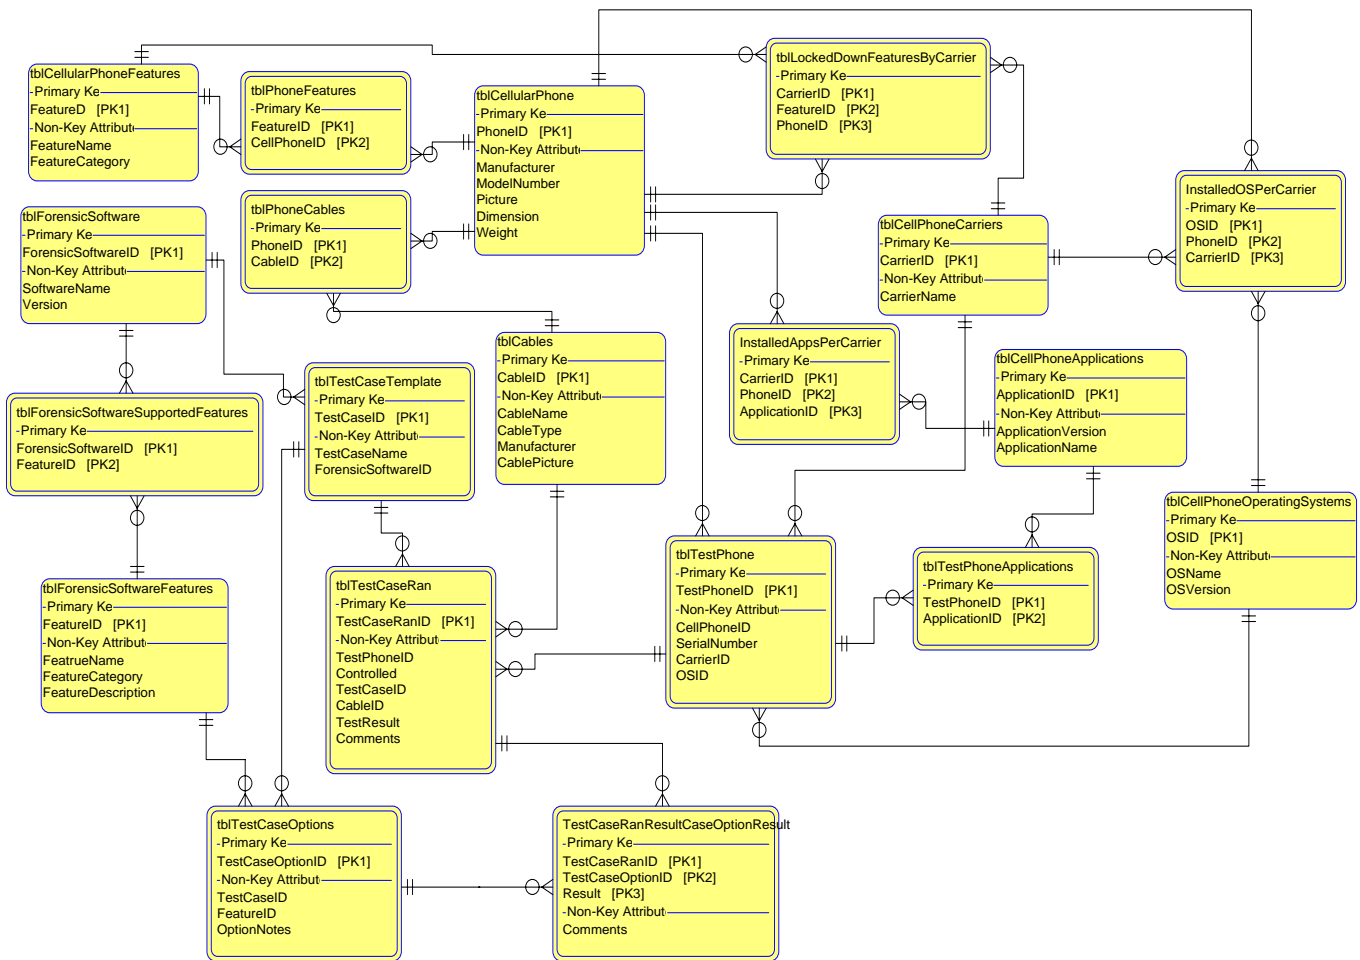 tblCellularPhoneFeatures
-Primary Ke
FeatureD [PK1]
-Non-Key Attribut
FeatureName
FeatureCategory
tblPhoneFeatures
-Primary Ke
FeatureID [PK1]
CellPhoneID [PK2]
tblCellularPhone
-Primary Ke
PhoneID [PK1]
-Non-Key Attribut
Manufacturer
ModelNumber
Picture
Dimension
Weight
tblLockedDownFeaturesByCarrier
-Primary Ke
CarrierID [PK1]
FeatureID [PK2]
PhoneID [PK3]
InstalledOSPerCarrier
-Primary Ke
OSID [PK1]
PhoneID [PK2]
CarrierID [PK3]
tblForensicSoftware
-Primary Ke
ForensicSoftwareID [PK1]
-Non-Key Attribut
SoftwareName
Version
tblPhoneCables
-Primary Ke
PhoneID [PK1]
CableID [PK2]
tblCellPhoneCarriers
-Primary Ke
CarrierID [PK1]
-Non-Key Attribut
CarrierName
tblCables
-Primary Ke
CableID [PK1]
-Non-Key Attribut
CableName
CableType
Manufacturer
CablePicture
InstalledAppsPerCarrier
-Primary Ke
CarrierID [PK1]
PhoneID [PK2]
ApplicationID [PK3]
tblCellPhoneApplications
-Primary Ke
ApplicationID [PK1]
-Non-Key Attribut
ApplicationVersion
ApplicationName
tblForensicSoftwareSupportedFeatures
-Primary Ke
ForensicSoftwareID [PK1]
FeatureID [PK2]
tblTestCaseTemplate
-Primary Ke
TestCaseID [PK1]
-Non-Key Attribut
TestCaseName
ForensicSoftwareID
tblCellPhoneOperatingSystems
-Primary Ke
OSID [PK1]
-Non-Key Attribut
OSName
OSVersion
tblForensicSoftwareFeatures
-Primary Ke
FeatureID [PK1]
-Non-Key Attribut
FeatrueName
FeatureCategory
FeatureDescription
tblTestCaseRan
-Primary Ke
TestCaseRanID [PK1]
-Non-Key Attribut
TestPhoneID
Controlled
TestCaseID
CableID
TestResult
Comments
tblTestPhone
-Primary Ke
TestPhoneID [PK1]
-Non-Key Attribut
CellPhoneID
SerialNumber
CarrierID
OSID
tblTestPhoneApplications
-Primary Ke
TestPhoneID [PK1]
ApplicationID [PK2]
tblTestCaseOptions
-Primary Ke
TestCaseOptionID [PK1]
-Non-Key Attribut
TestCaseID
FeatureID
OptionNotes
TestCaseRanResultCaseOptionResult
-Primary Ke
TestCaseRanID [PK1]
TestCaseOptionID [PK2]
Result [PK3]
-Non-Key Attribut
Comments